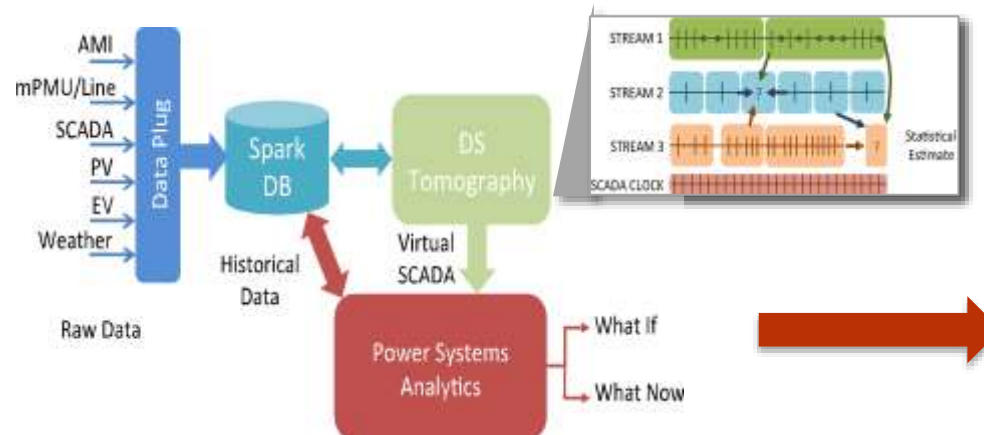 AMI
mPMU/Line
SCADA
PV
EV
Weather
Raw Data
Data Plug
Spark
DB
Historical
Data
DS
Tomography
Virtual
SCADA
Power Systems
Analytics
What If
What Now
STREAM 1
STREAM 2
?
STREAM 3
?
Statistical
Estimate
SCADA CLOCK